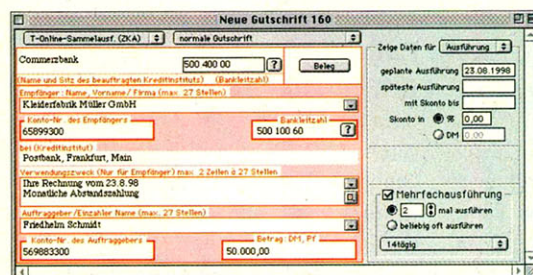 Neue Gutschrift 160
T-Online-Sammelausf. (ZKA)
normale Gutschrift
Commerzbank
500 400 00
?
Beleg
(Name und Sitz des beauftragten Kreditinstituts) (Bankleitzahl)
Empfänger: Name, Vorname / Firma (max. 27 Stellen)
Kleiderfabrik Müller GmbH
Konto-Nr. des Empfängers
Bankleitzahl
65899300
500 100 60
?
bei (Kreditinstitut)
Postbank, Frankfurt, Main
Verwendungszweck (Nur für Empfänger) max. 2 Zeilen à 27 Stellen
Ihre Rechnung vom 23.8.98
Monatliche Abstandszahlung
Auftraggeber/Einzahler Name (max. 27 Stellen)
Friedhelm Schmidt
Konto-Nr. des Auftraggebers
Betrag: DM, Pf
569883300
50.000,00
Zeige Daten für
Ausführung
geplante Ausführung
23.08.1998
späteste Ausführung
mit Skonto bis
Skonto in
%
0,00
DM
0,00
Mehrfachausführung
2
mal ausführen
beliebig oft ausführen
14tägig